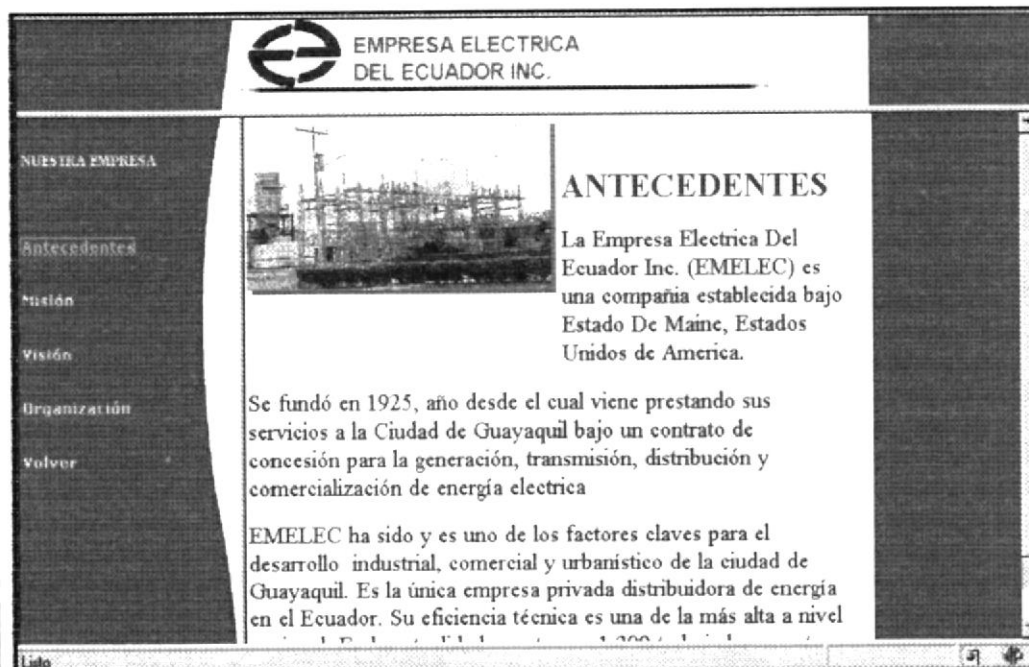 EMPRESA ELECTRICA
DEL ECUADOR INC.
NUESTRA EMPRESA
Antecedentes
Misión
Visión
Organización
Volver
ANTECEDENTES
La Empresa Electrica Del
Ecuador Inc. (EMELEC) es
una compañia establecida bajo
Estado De Maine, Estados
Unidos de America.
Se fundó en 1925, año desde el cual viene prestando sus
servicios a la Ciudad de Guayaquil bajo un contrato de
concesión para la generación, transmisión, distribución y
comercialización de energía electrica
EMELEC ha sido y es uno de los factores claves para el
desarrollo industrial, comercial y urbanístico de la ciudad de
Guayaquil. Es la única empresa privada distribuidora de energía
en el Ecuador. Su eficiencia técnica es una de la más alta a nivel
Listo